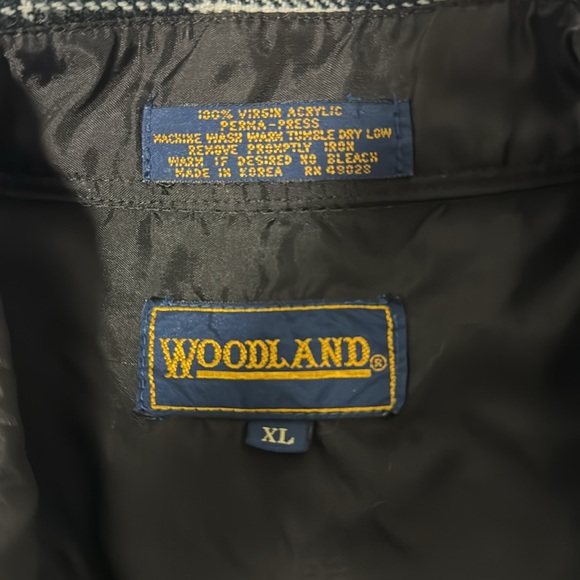 100% VIRGIN ACRYLIC
PERMA-PRESS
MACHINE WASH WARM TUMBLE DRY LOW
REMOVE PROMPTLY IRON
WARM IF DESIRED NO BLEACH
MADE IN KOREA RN 49028
WOODLAND®
XL